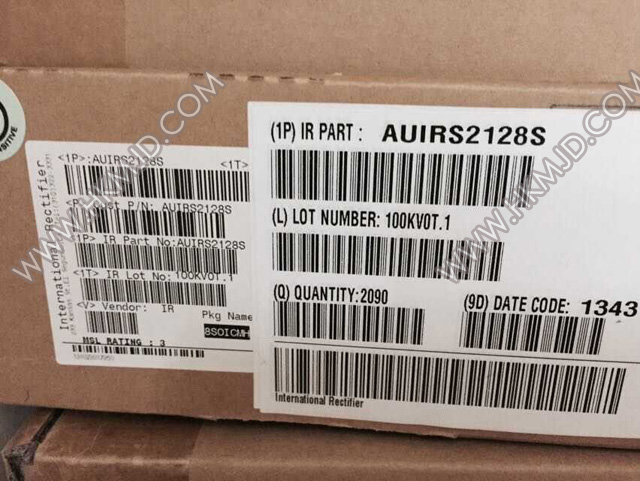 SITIVE
International Rectifier
<1P>:AUIRS2128S <1T>
P/N: AUIRS2128S
<1P> IR Part No:AUIRS2128S
<1T> IR Lot No:100KV0T.1
<V> Vendor: IR
Pkg Name
8SOICMH
MSL RATING : 3
(1P) IR PART : AUIRS2128S
(L) LOT NUMBER: 100KV0T.1
(Q) QUANTITY:2090
(9D) DATE CODE: 1343
International Rectifier
WWW.HKMJD.COM
WWW.HKMJD.COM